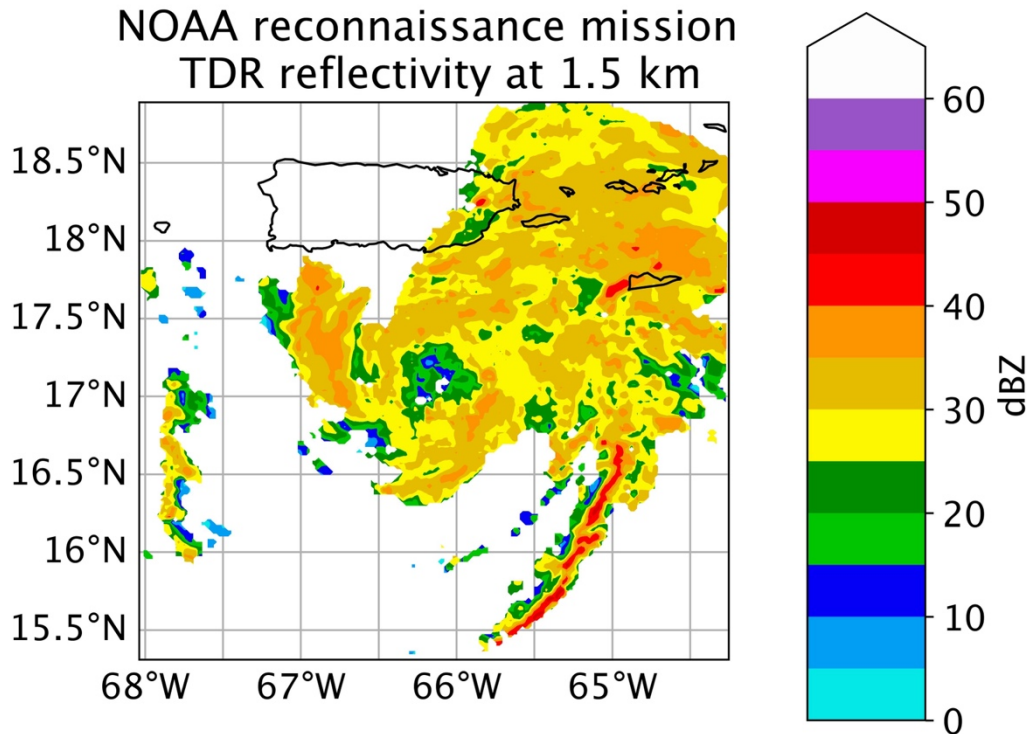 NOAA reconnaissance mission
TDR reflectivity at 1.5 km
18.5°N
18°N
17.5°N
17°N
16.5°N
16°N
15.5°N
68°W 67°W 66°W 65°W
60
50
40
30
20
10
0
dBZ